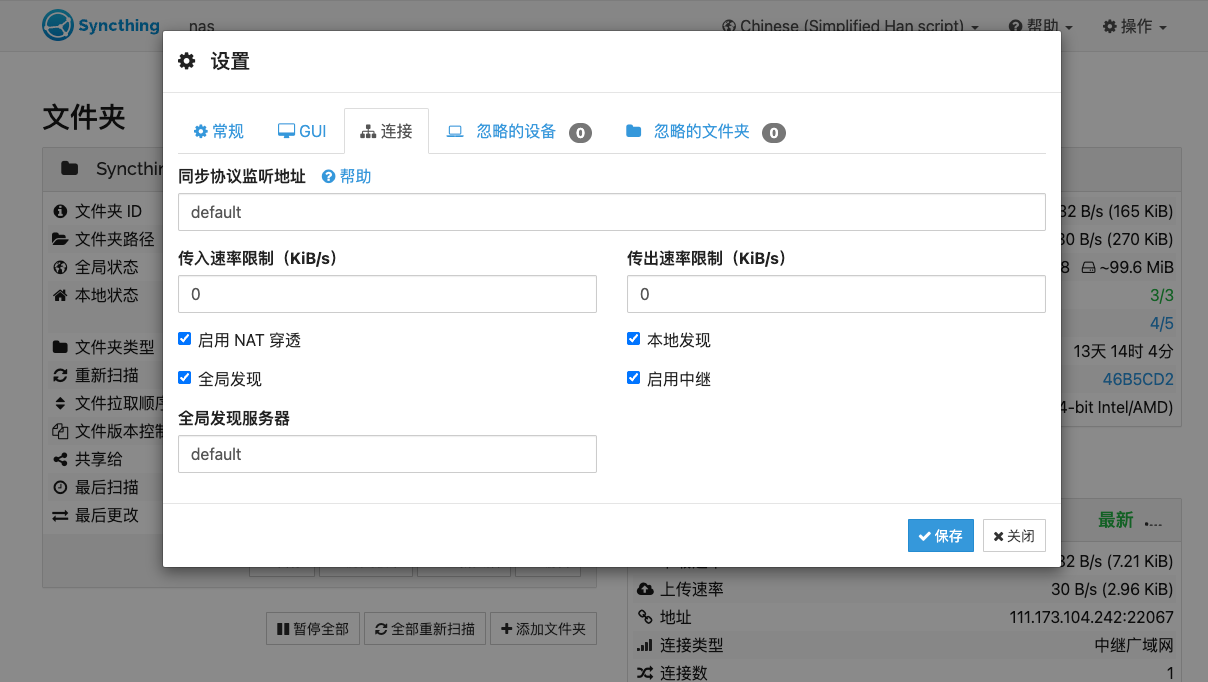 Syncthing nas Chinese (Simplified Han script) 帮助 操作
设置
常规 GUI 连接 忽略的设备 0 忽略的文件夹 0
同步协议监听地址 帮助
default
传入速率限制（KiB/s） 传出速率限制（KiB/s）
0 0
启用 NAT 穿透 本地发现
全局发现 启用中继
全局发现服务器
default
保存 关闭
文件夹
文件夹 ID
文件夹路径
全局状态
本地状态
文件夹类型
重新扫描
文件拉取顺序
文件版本控制
共享给
最后扫描
最后更改
暂停全部 全部重新扫描 添加文件夹
B/s (165 KiB)
B/s (270 KiB)
~99.6 MiB
3/3
4/5
13天 14时 4分
46B5CD2
Intel/AMD)
最新
B/s (7.21 KiB)
上传速率 30 B/s (2.96 KiB)
地址 111.173.104.242:22067
连接类型 中继广域网
连接数 1